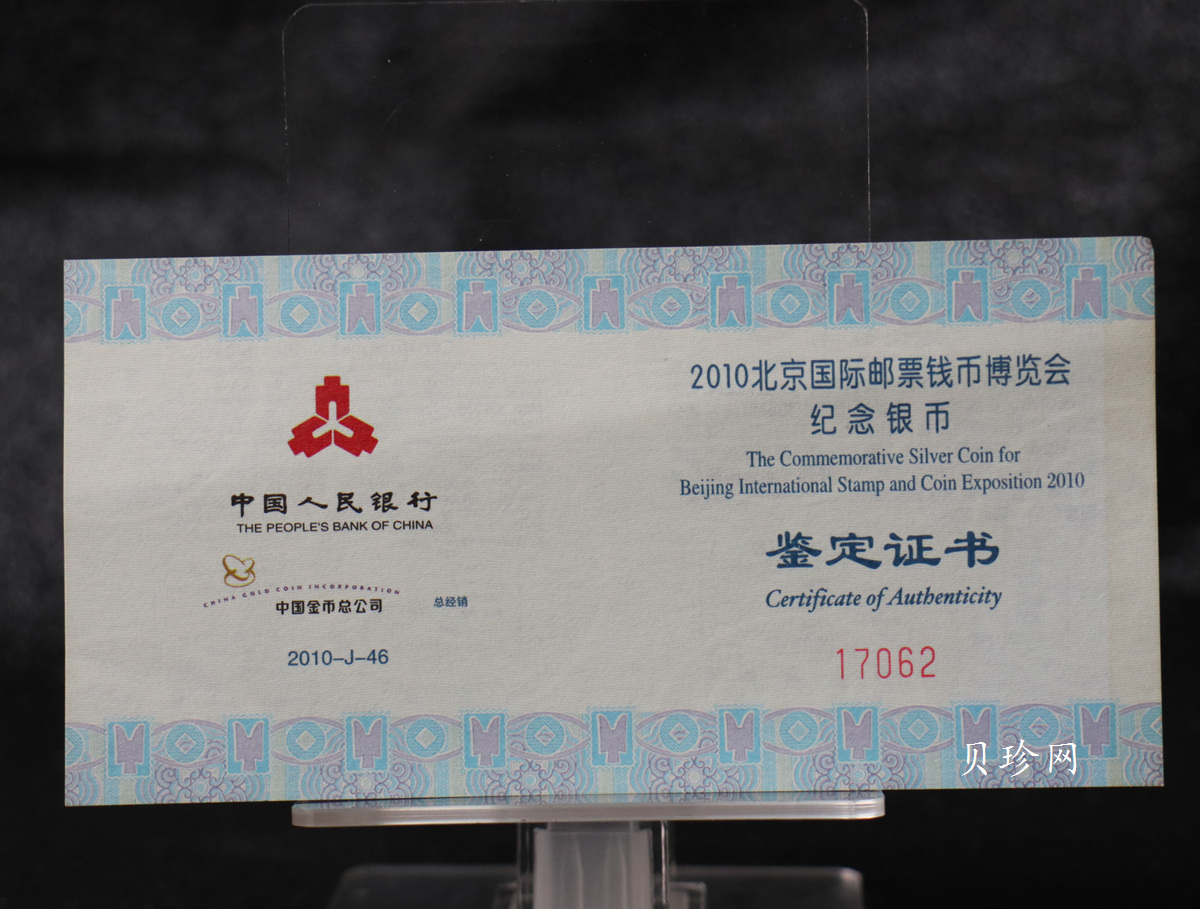 中国人民银行
THE PEOPLE'S BANK OF CHINA
CHINA GOLD COIN INCORPORATION
中国金币总公司
总经销
2010-J-46
2010北京国际邮票钱币博览会
纪念银币
The Commemorative Silver Coin for
Beijing International Stamp and Coin Exposition 2010
鉴定证书
Certificate of Authenticity
17062
贝珍网